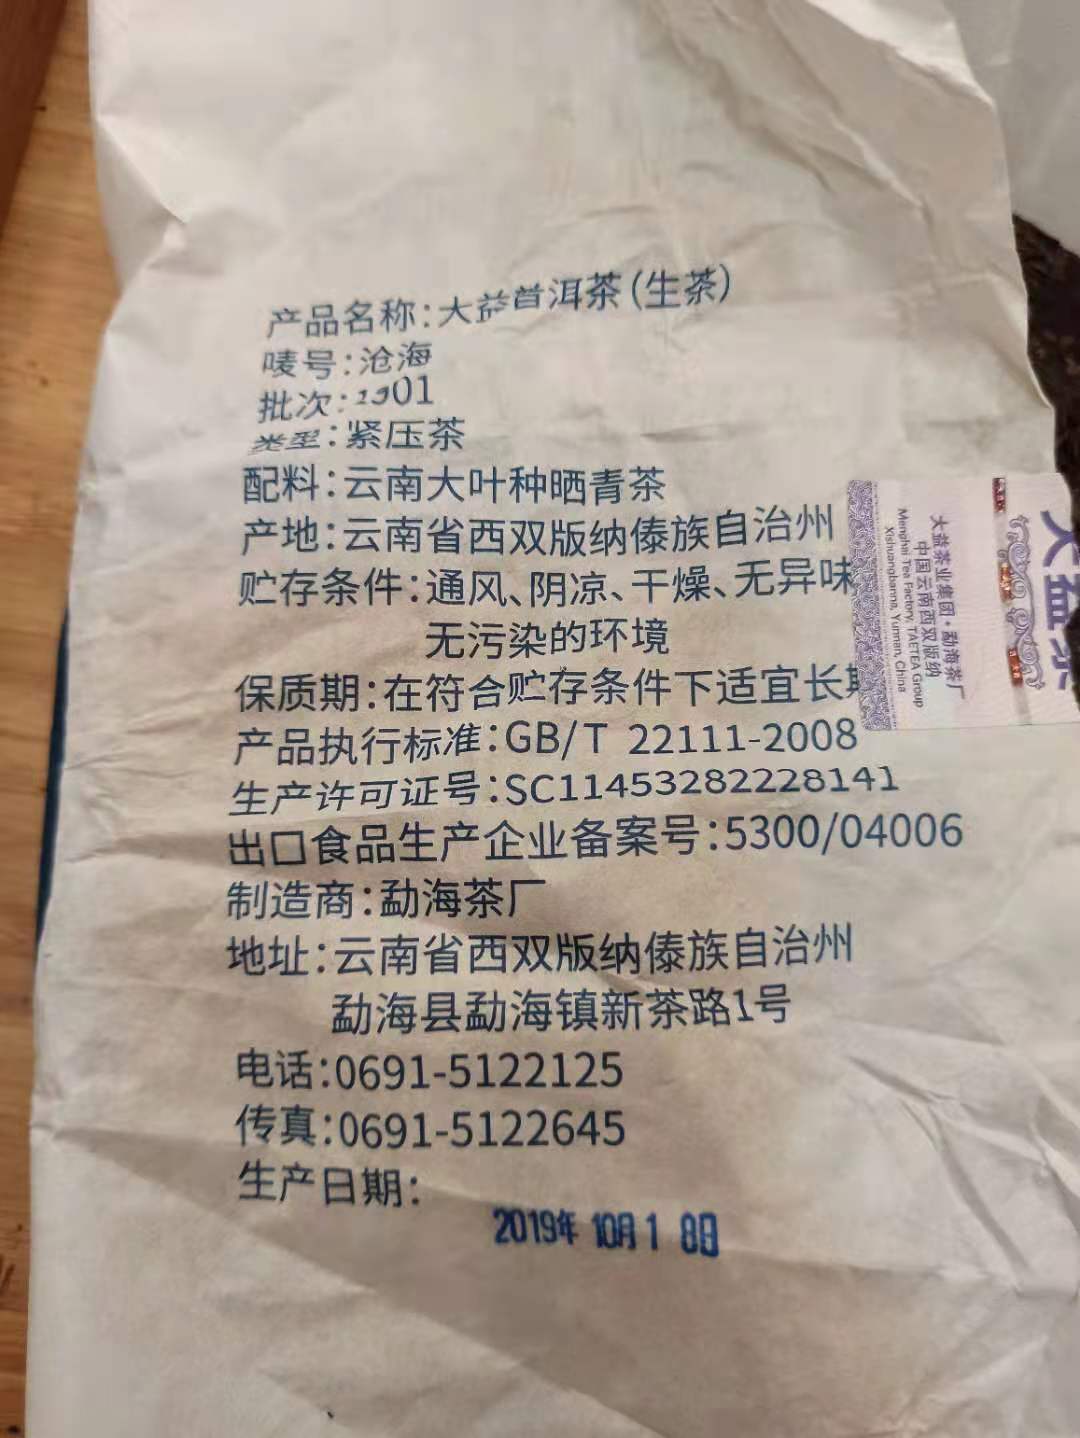 产品名称:大益普洱茶(生茶)
唛号:沧海
批次:1901
类型:紧压茶
配料:云南大叶种晒青茶
产地:云南省西双版纳傣族自治州
贮存条件:通风、阴凉、干燥、无异味
无污染的环境
保质期:在符合贮存条件下适宜长期
产品执行标准:GB/T 22111-2008
生产许可证号:SC11453282228141
出口食品生产企业备案号:5300/04006
制造商:勐海茶厂
地址:云南省西双版纳傣族自治州
勐海县勐海镇新茶路1号
电话:0691-5122125
传真:0691-5122645
生产日期:
2019年 10月18日
大益茶
大益茶业集团·勐海茶厂
中国云南西双版纳
Menghai Tea Factory, TAETEA Group
Xishuangbanna, Yunnan, China